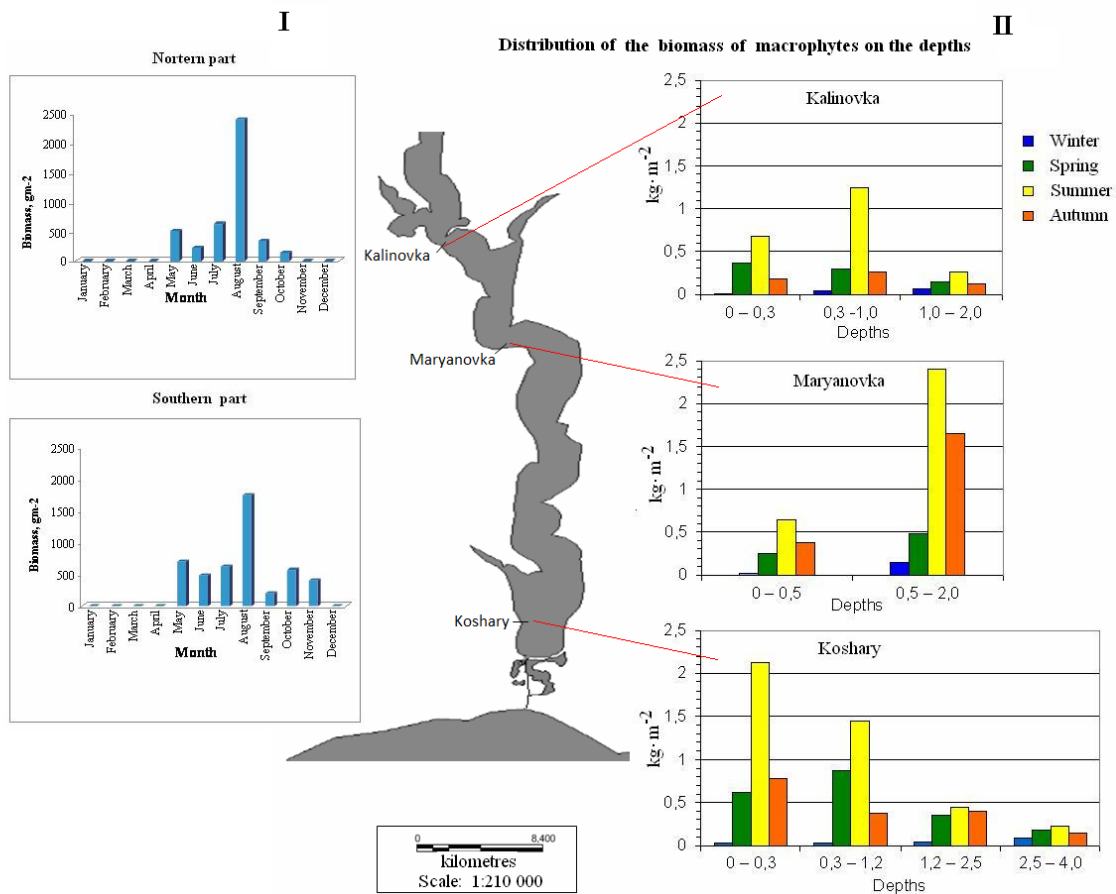 I
Nortern part
Biomass, gm-2
2500
2000
1500
1000
500
0
January
February
March
April
May
June
July
August
September
October
November
December
Month
Southern part
Biomass, gm-2
2500
2000
1500
1000
500
0
January
February
March
April
May
June
July
August
September
October
November
December
Month
II
Distribution of the biomass of macrophytes on the depths
Kalinovka
Maryanovka
Koshary
0 8,400
kilometres
Scale: 1:210 000
Kalinovka
kg· m-2
2,5
2
1,5
1
0,5
0
0 – 0,3 0,3 -1,0 1,0 – 2,0
Depths
Winter
Spring
Summer
Autumn
Maryanovka
kg· m-2
2,5
2
1,5
1
0,5
0
0 – 0,5 0,5 – 2,0
Depths
Koshary
kg· m-2
2,5
2
1,5
1
0,5
0
0 – 0,3 0,3 – 1,2 1,2 – 2,5 2,5 – 4,0
Depths